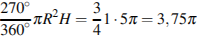 270°/360° πR²H = 3/4 1 · 5π = 3,75π